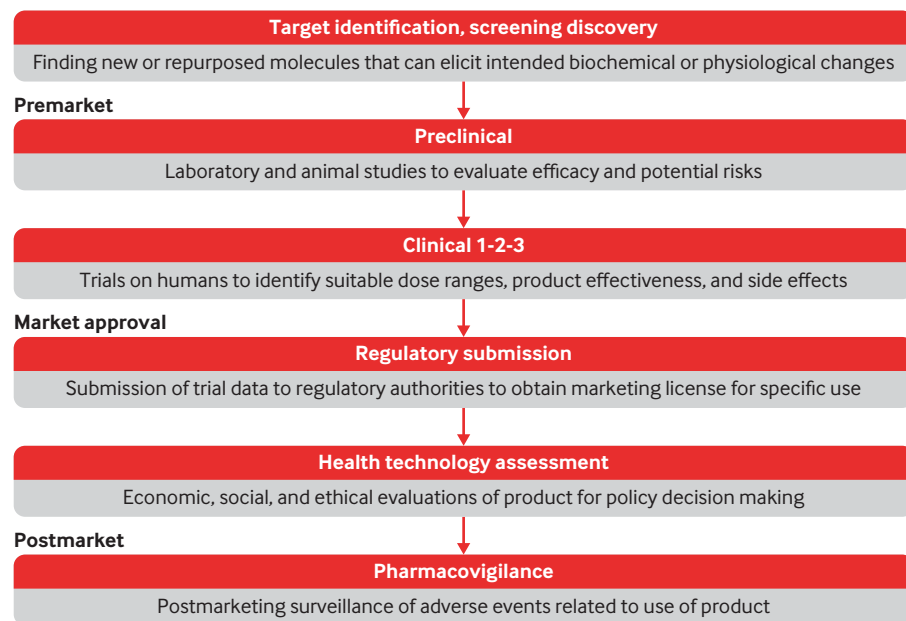 Target identification, screening discovery
Finding new or repurposed molecules that can elicit intended biochemical or physiological changes
Premarket
Preclinical
Laboratory and animal studies to evaluate efficacy and potential risks
Clinical 1-2-3
Trials on humans to identify suitable dose ranges, product effectiveness, and side effects
Market approval
Regulatory submission
Submission of trial data to regulatory authorities to obtain marketing license for specific use
Health technology assessment
Economic, social, and ethical evaluations of product for policy decision making
Postmarket
Pharmacovigilance
Postmarketing surveillance of adverse events related to use of product